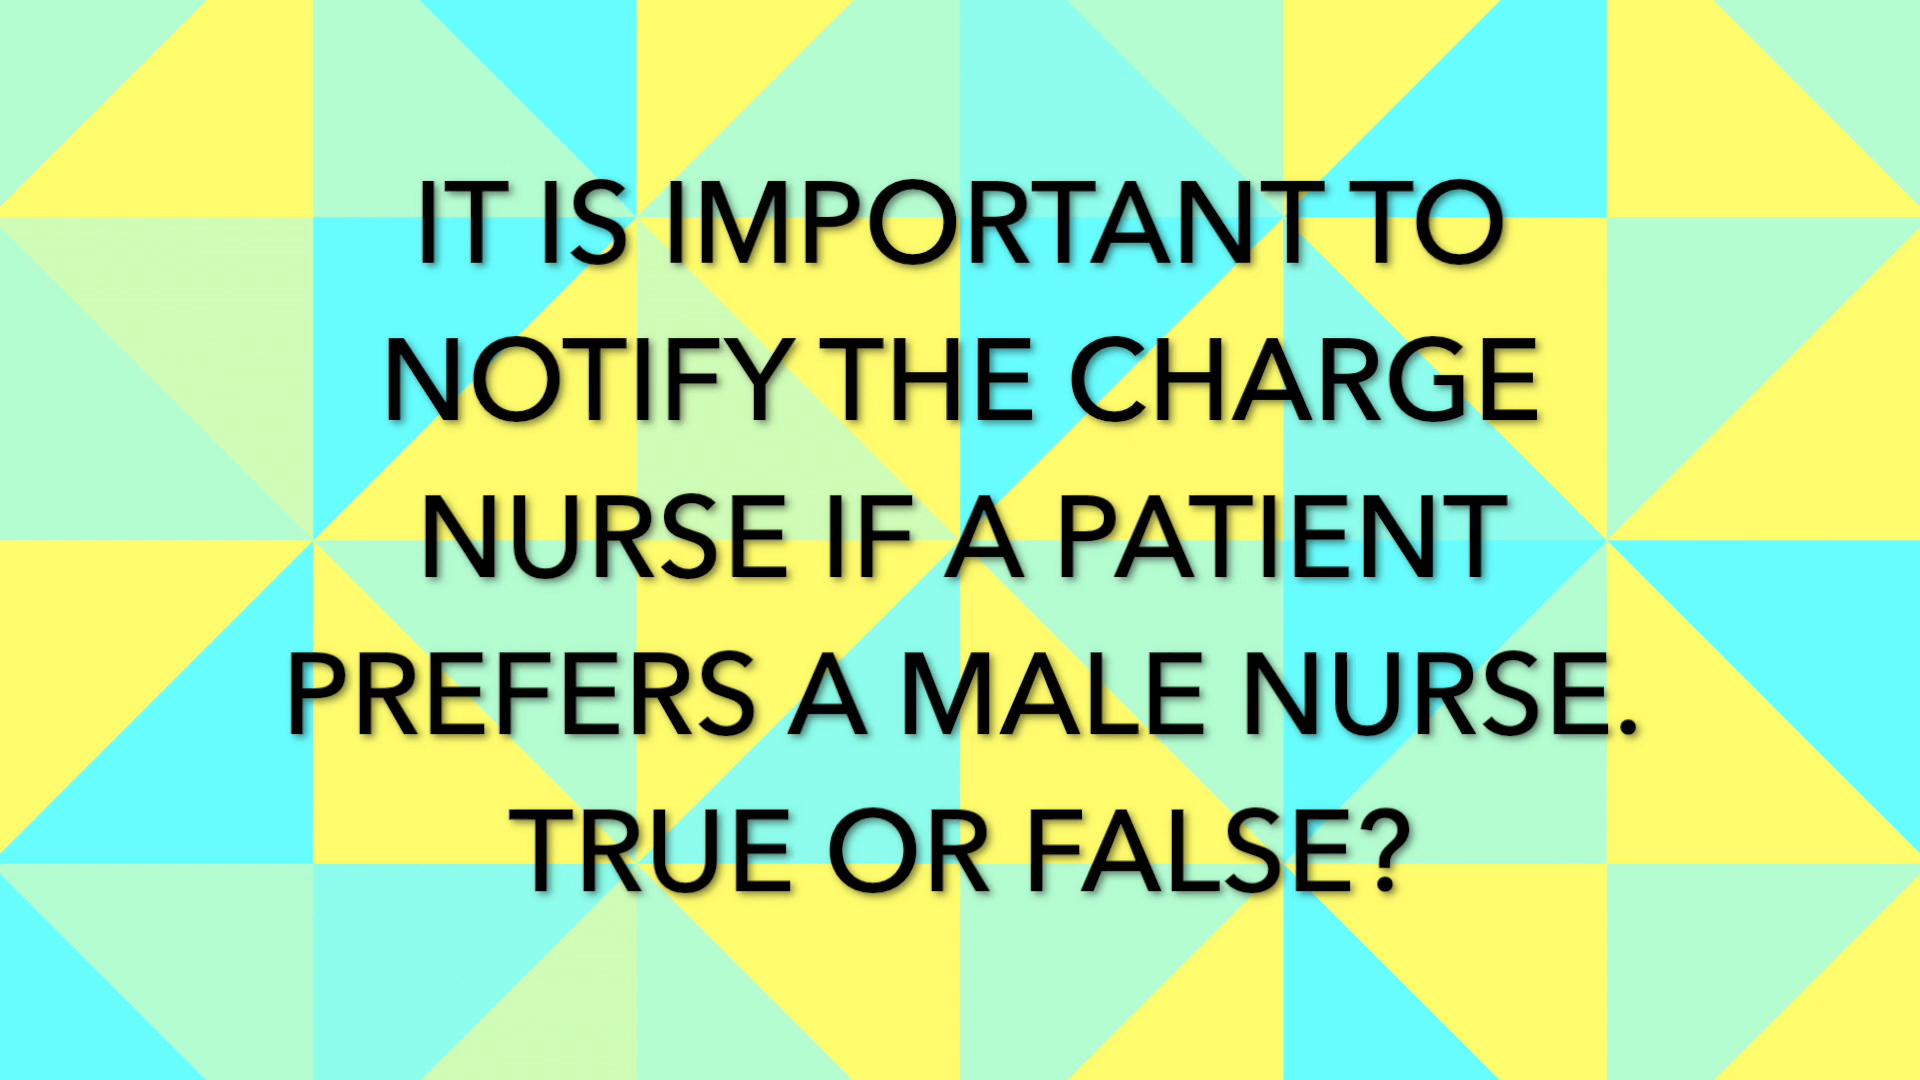 IT IS IMPORTANT TO
NOTIFY THE CHARGE
NURSE IF A PATIENT
PREFERS A MALE NURSE.
TRUE OR FALSE?